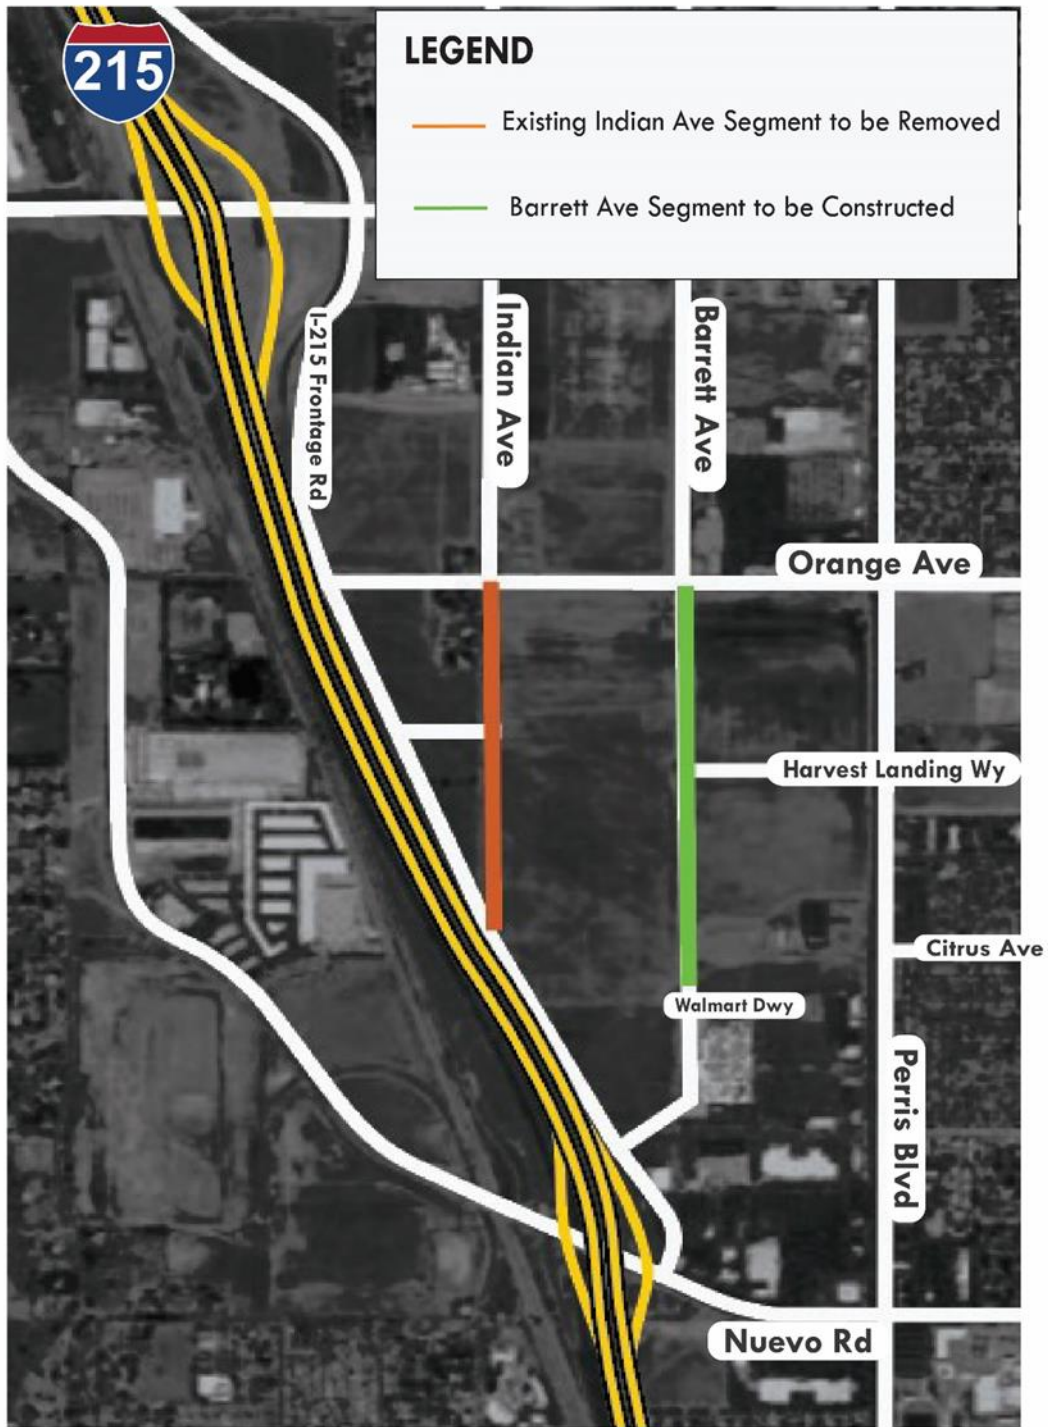 215
LEGEND
Existing Indian Ave Segment to be Removed
Barrett Ave Segment to be Constructed
I-215 Frontage Rd
Indian Ave
Barrett Ave
Orange Ave
Harvest Landing Wy
Citrus Ave
Walmart Dwy
Perris Blvd
Nuevo Rd